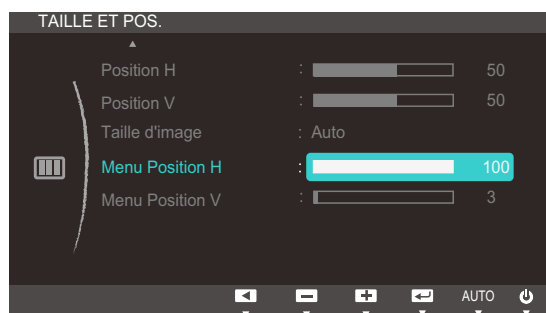 TAILLE ET POS.
Position H : 50
Position V : 50
Taille d'image : Auto
Menu Position H : 100
Menu Position V : 3
AUTO